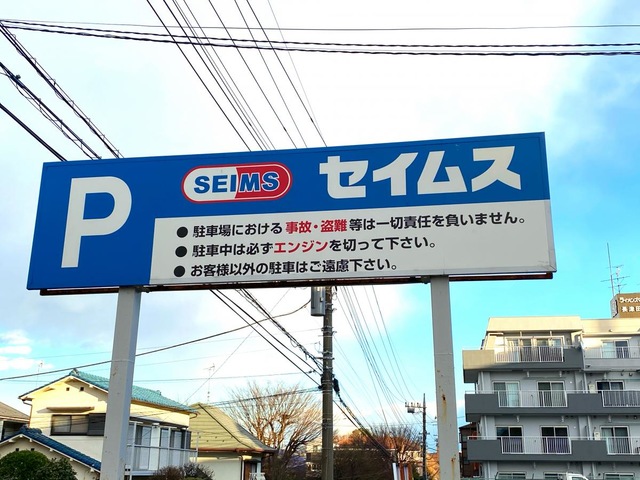 P
SEIMS セイムス
●駐車場における事故・盗難等は一切責任を負いません。
●駐車中は必ずエンジンを切って下さい。
●お客様以外の駐車はご遠慮下さい。